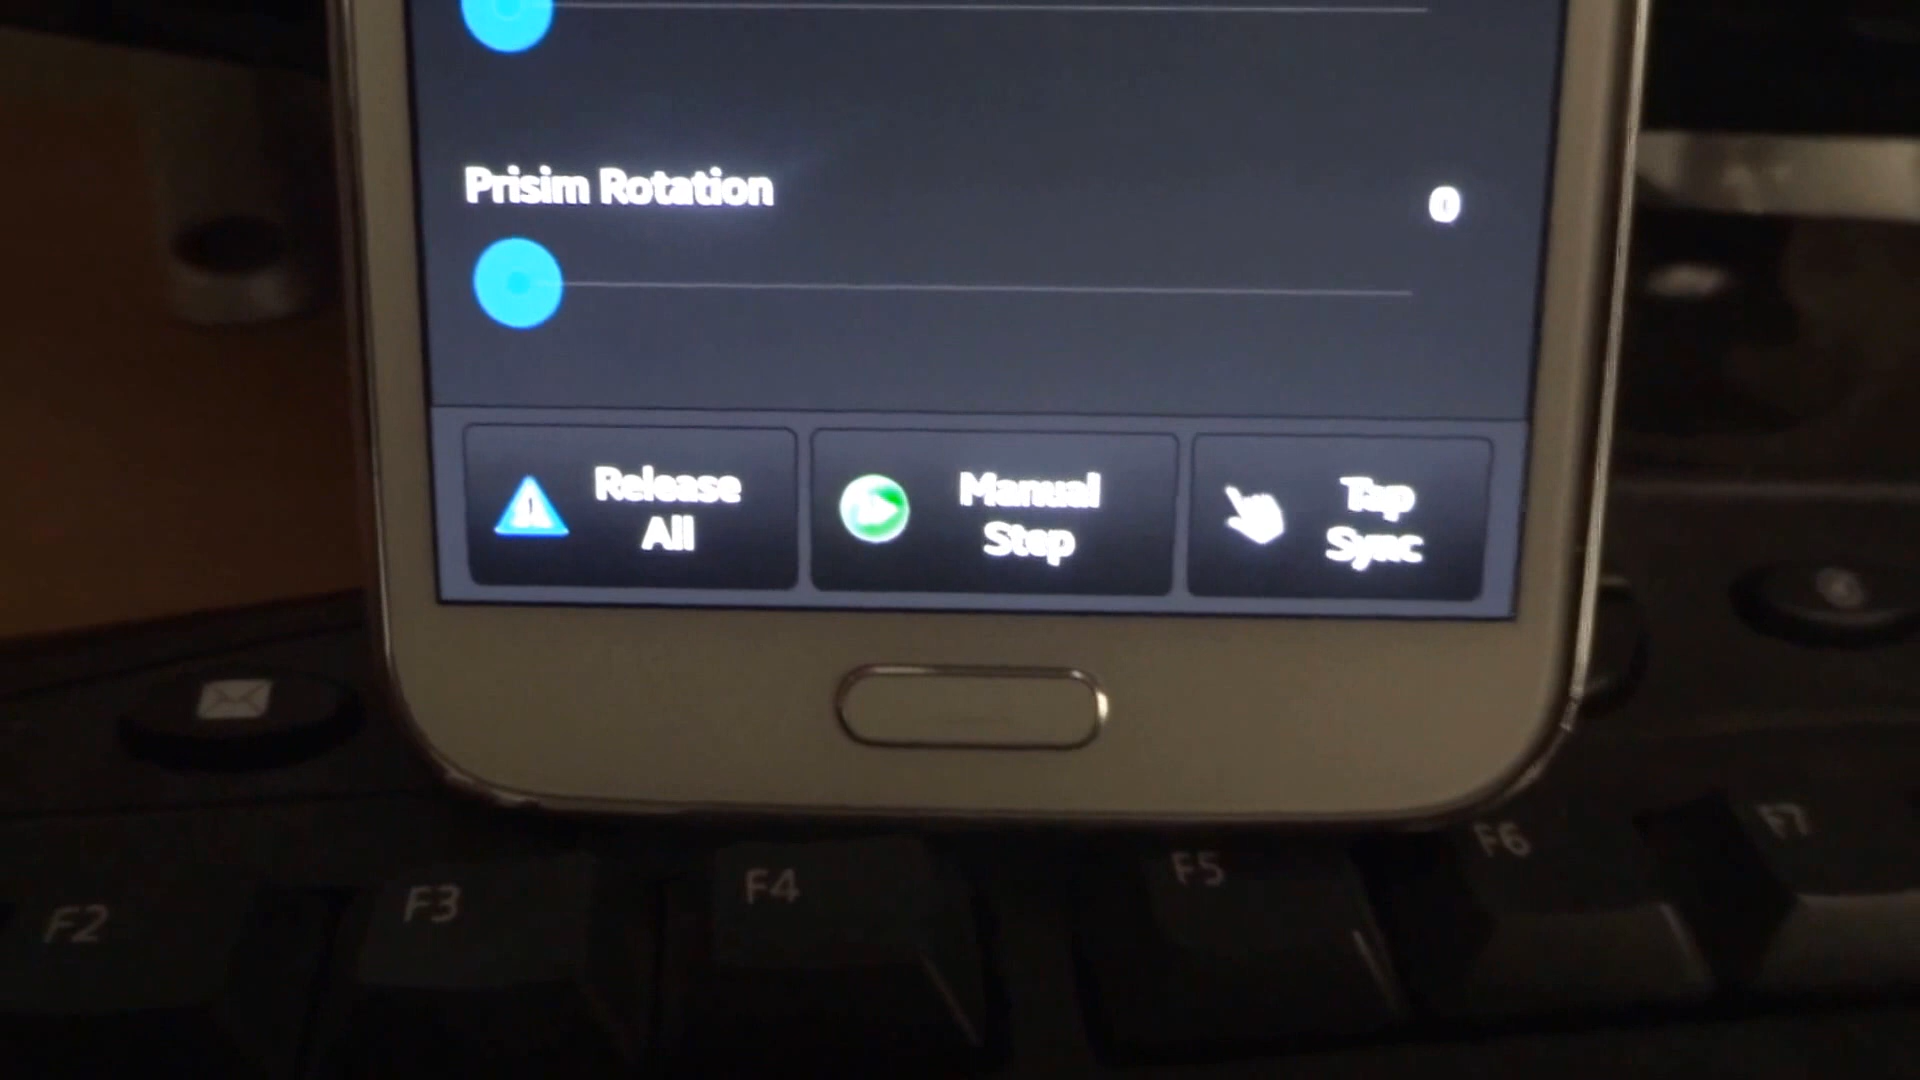 Prisim Rotation
0
Release
All
Manual
Step
Tap
Sync
F2
F3
F4
F5
F6
F7